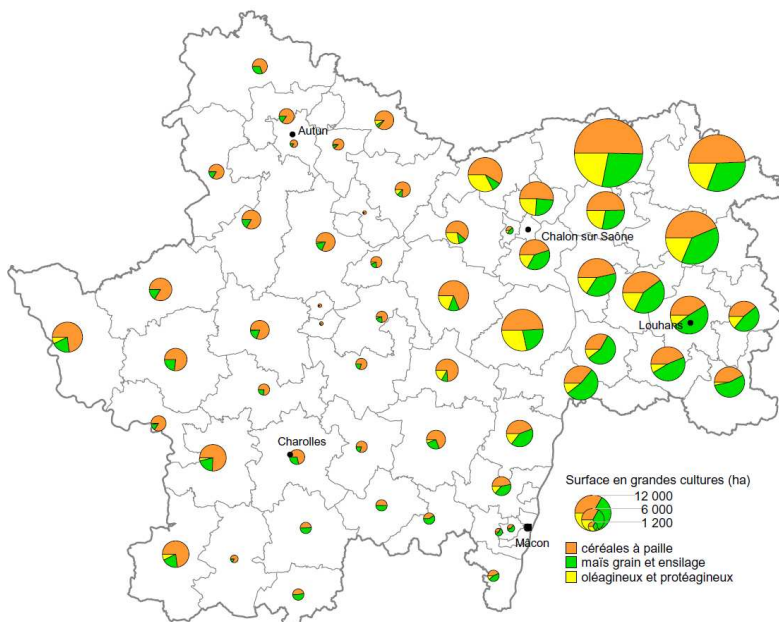 Autun
Chalon sur Saône
Louhans
Charolles
Mâcon
Surface en grandes cultures (ha)
12 000
6 000
1 200
céréales à paille
maïs grain et ensilage
oléagineux et protéagineux